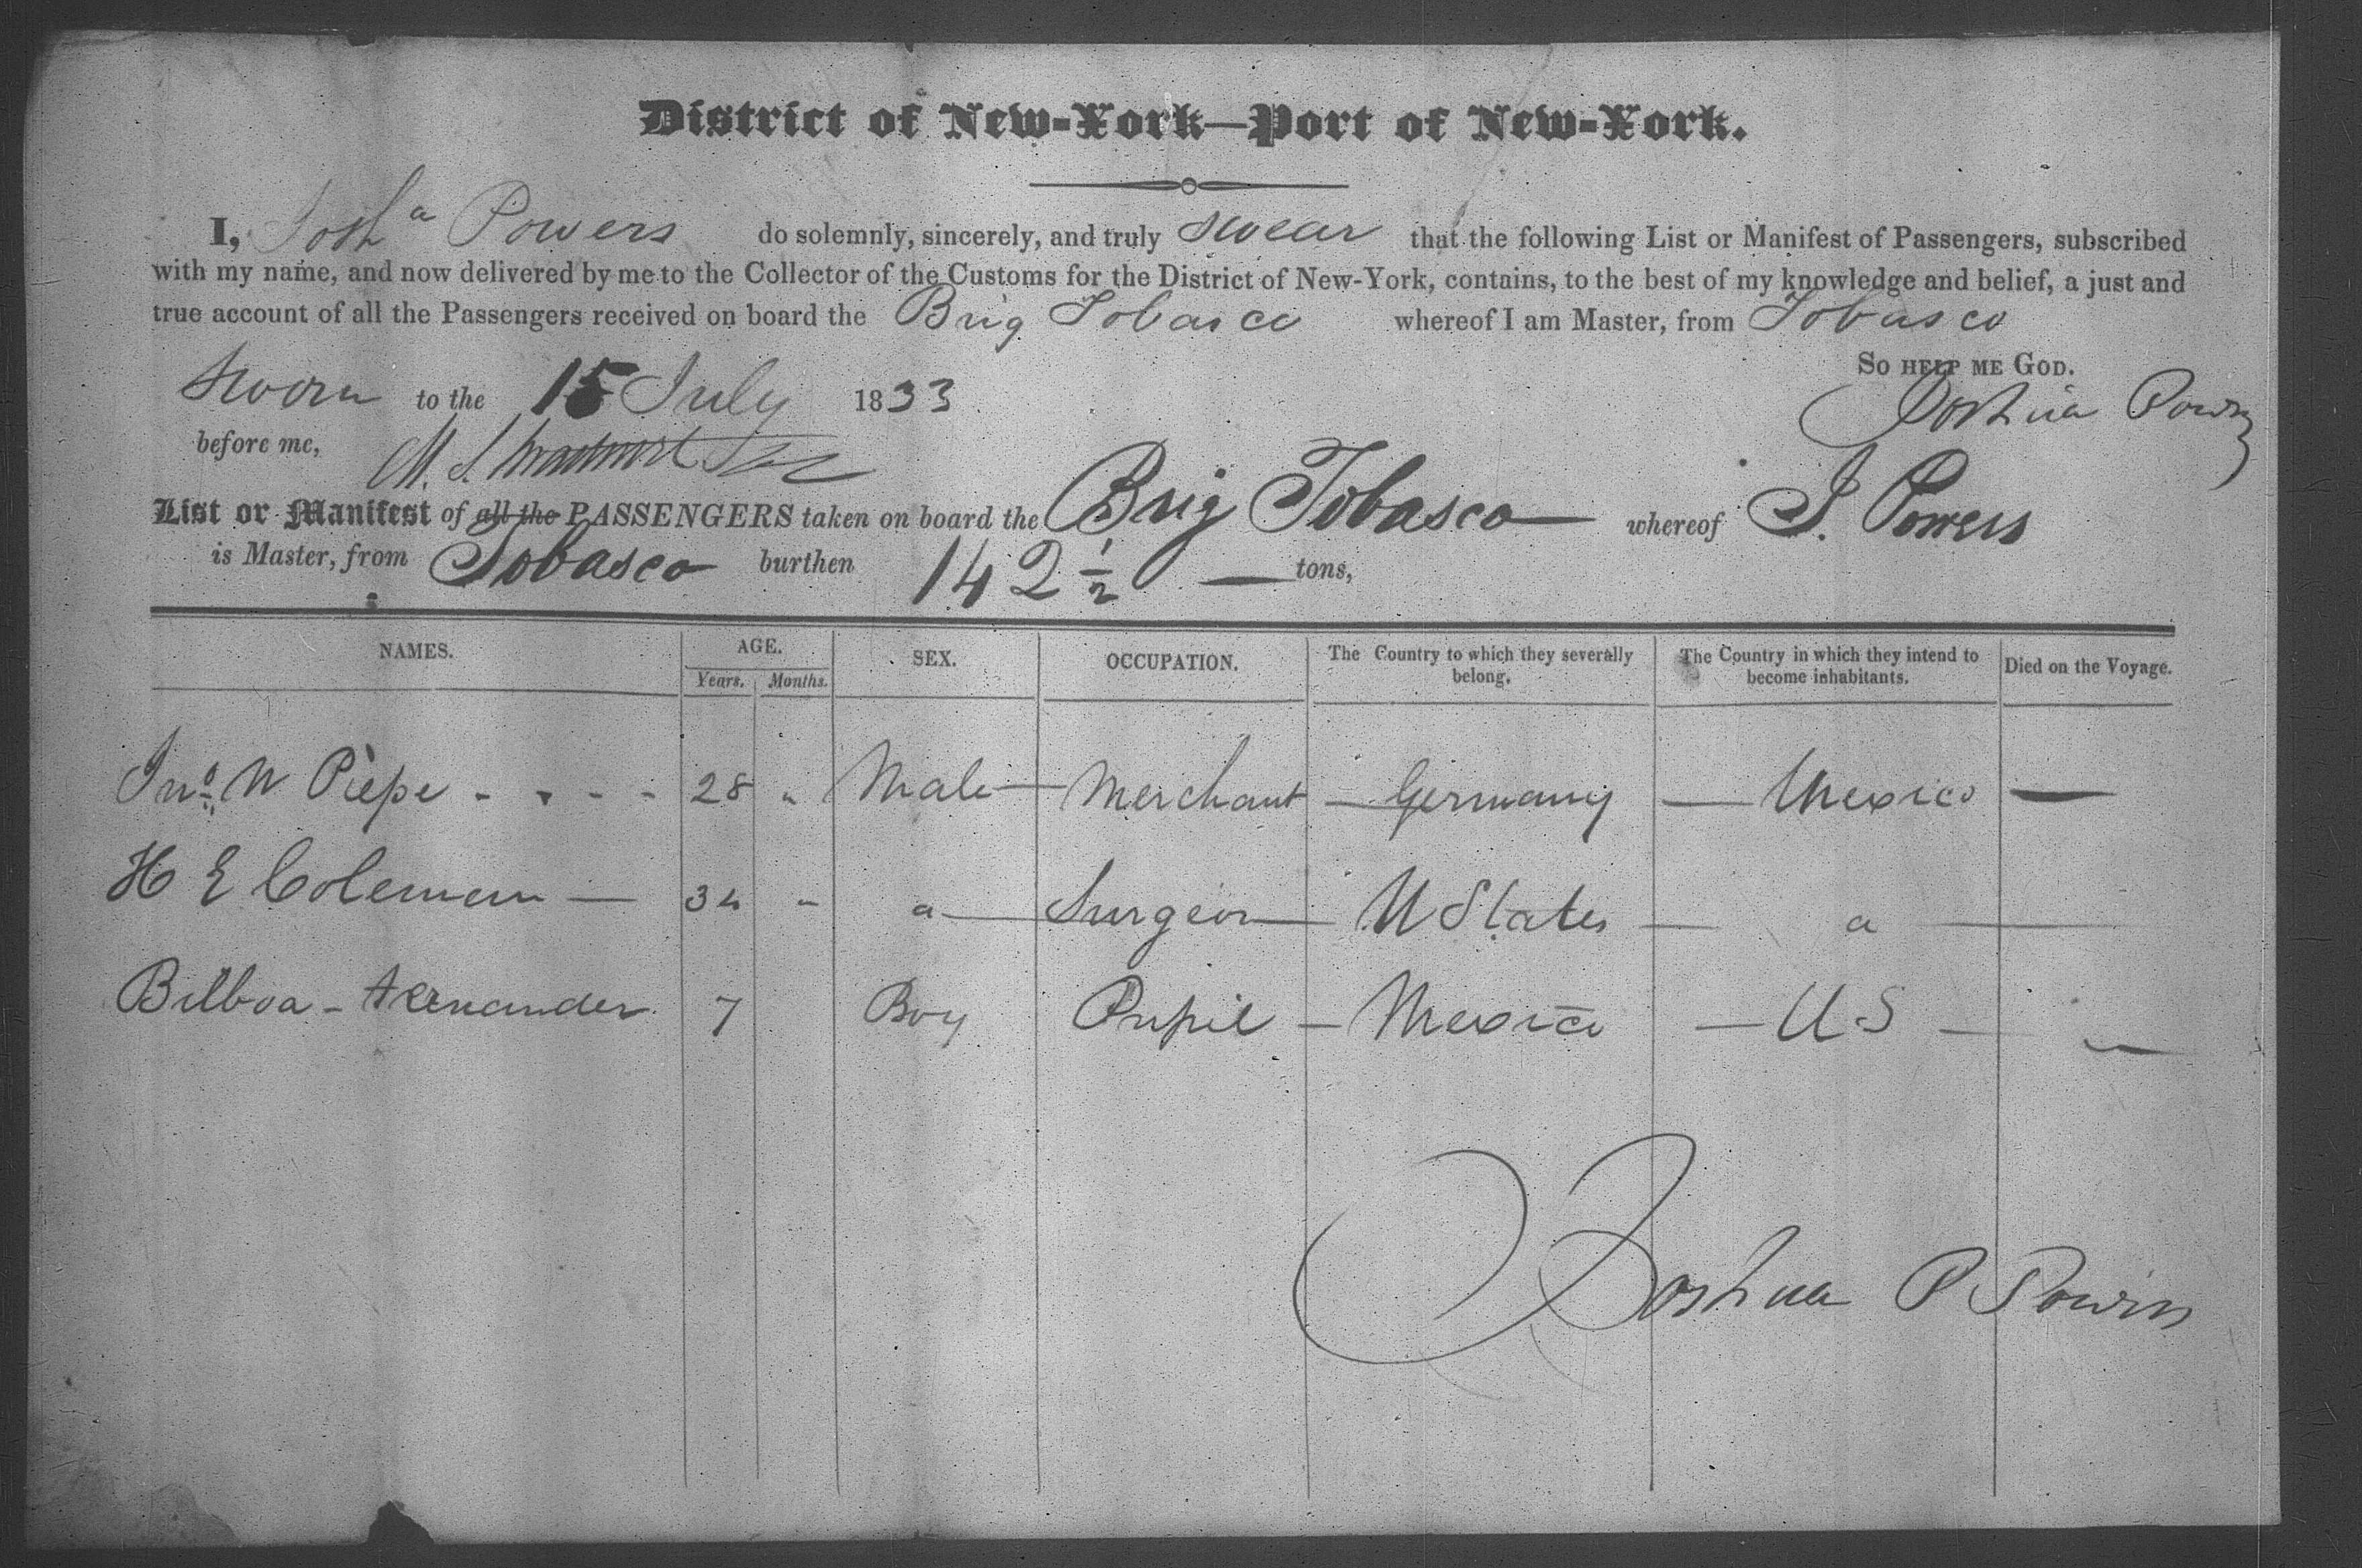 District of New-York—Port of New-York.
I, Josha Powers do solemnly, sincerely, and truly swear that the following List or Manifest of Passengers, subscribed
with my name, and now delivered by me to the Collector of the Customs for the District of New-York, contains, to the best of my knowledge and belief, a just and
true account of all the Passengers received on board the Brig Tobasco whereof I am Master, from Tobasco
So help me God.
Sworn to the 15 July 1833 Joshua Powers
before me,
List or Manifest of all the PASSENGERS taken on board the Brig Tobasco — whereof J. Powers
is Master, from Tobasco burthen 142 1/2 — tons,
NAMES. AGE. Years. Months. SEX. OCCUPATION. The Country to which they severally belong. The Country in which they intend to become inhabitants. Died on the Voyage.
Jno. W Piepe - - - - 28 " Male — Merchant — Germany — Mexico —
H E Coleman — 34 " a — Surgeon — U States — a —
Bilboa - 7 Boy Pupil — Mexico — U S — —
Joshua P Powers